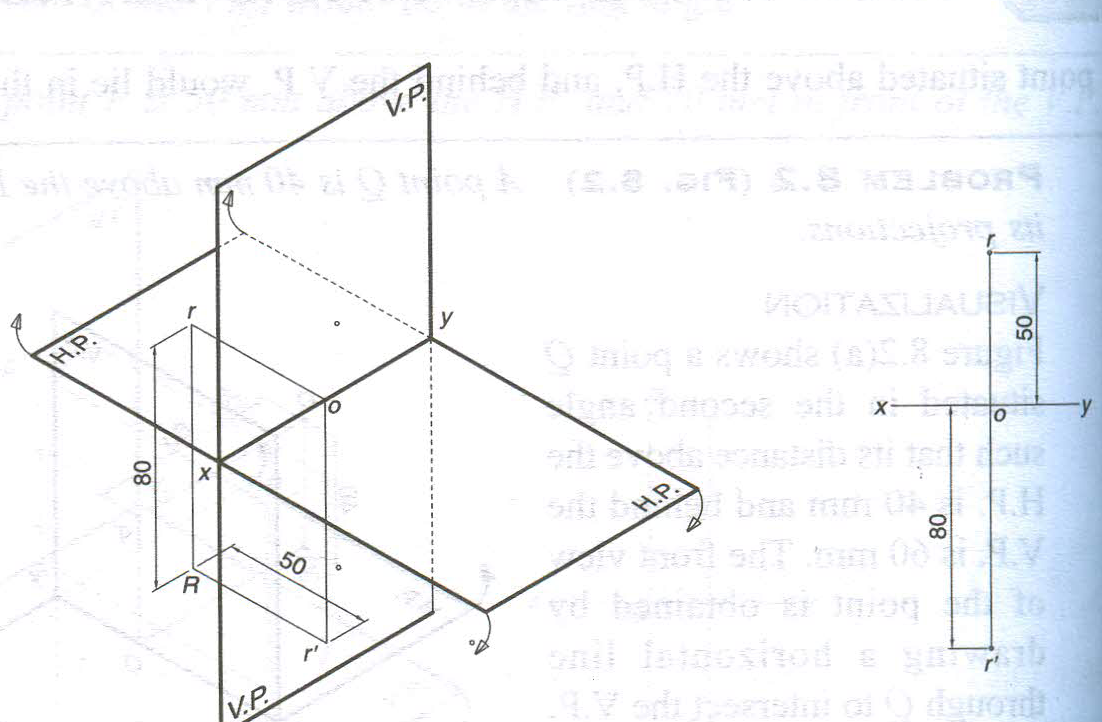 point situated above the H.P. and behind the V.P. would lie in th
PROBLEM 8.2 (FIG. 8.2) A point Q is 40 mm above the
its projections.
VISUALIZATION
Figure 8.2(a) shows a point Q
situated in the second angle
such that its distance above the
H.P. is 40 mm and behind the
V.P. is 60 mm. The front view
of the point is obtained by
drawing a horizontal line
through Q to intersect the V.P.
V.P.
H.P.
r
y
o
x
80
R
50
r'
H.P.
V.P.
r
50
x
o
y
80
r'